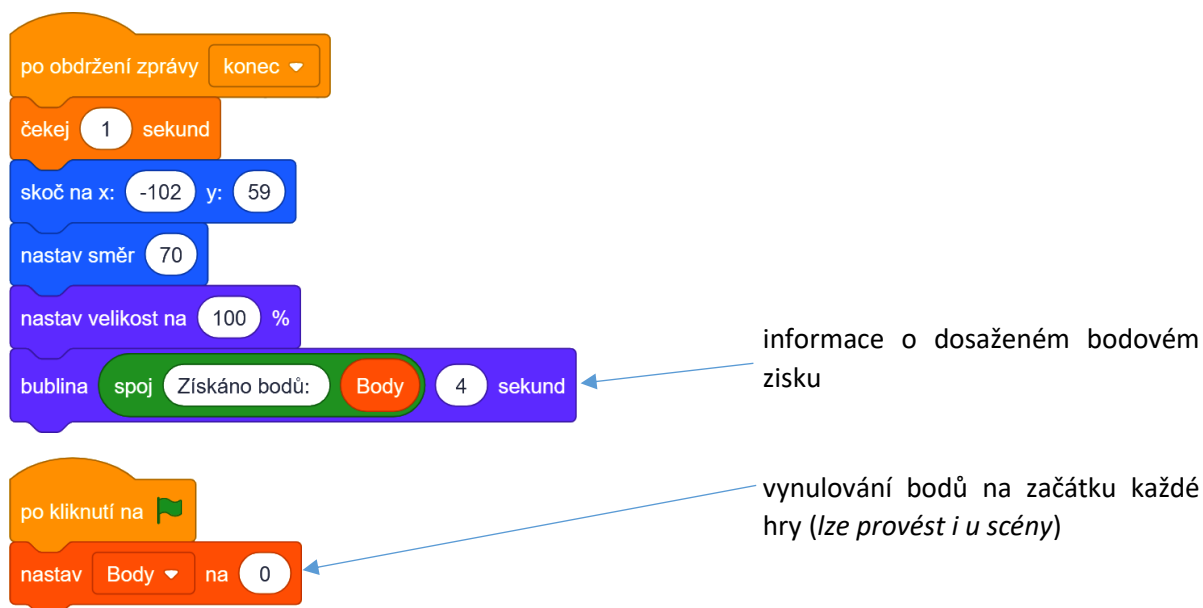 po obdržení zprávy konec
čekej 1 sekund
skoč na x: -102 y: 59
nastav směr 70
nastav velikost na 100 %
bublina spoj Získáno bodů: Body 4 sekund
informace o dosaženém bodovém
zisku
po kliknutí na
nastav Body na 0
vynulování bodů na začátku každé
hry (lze provést i u scény)